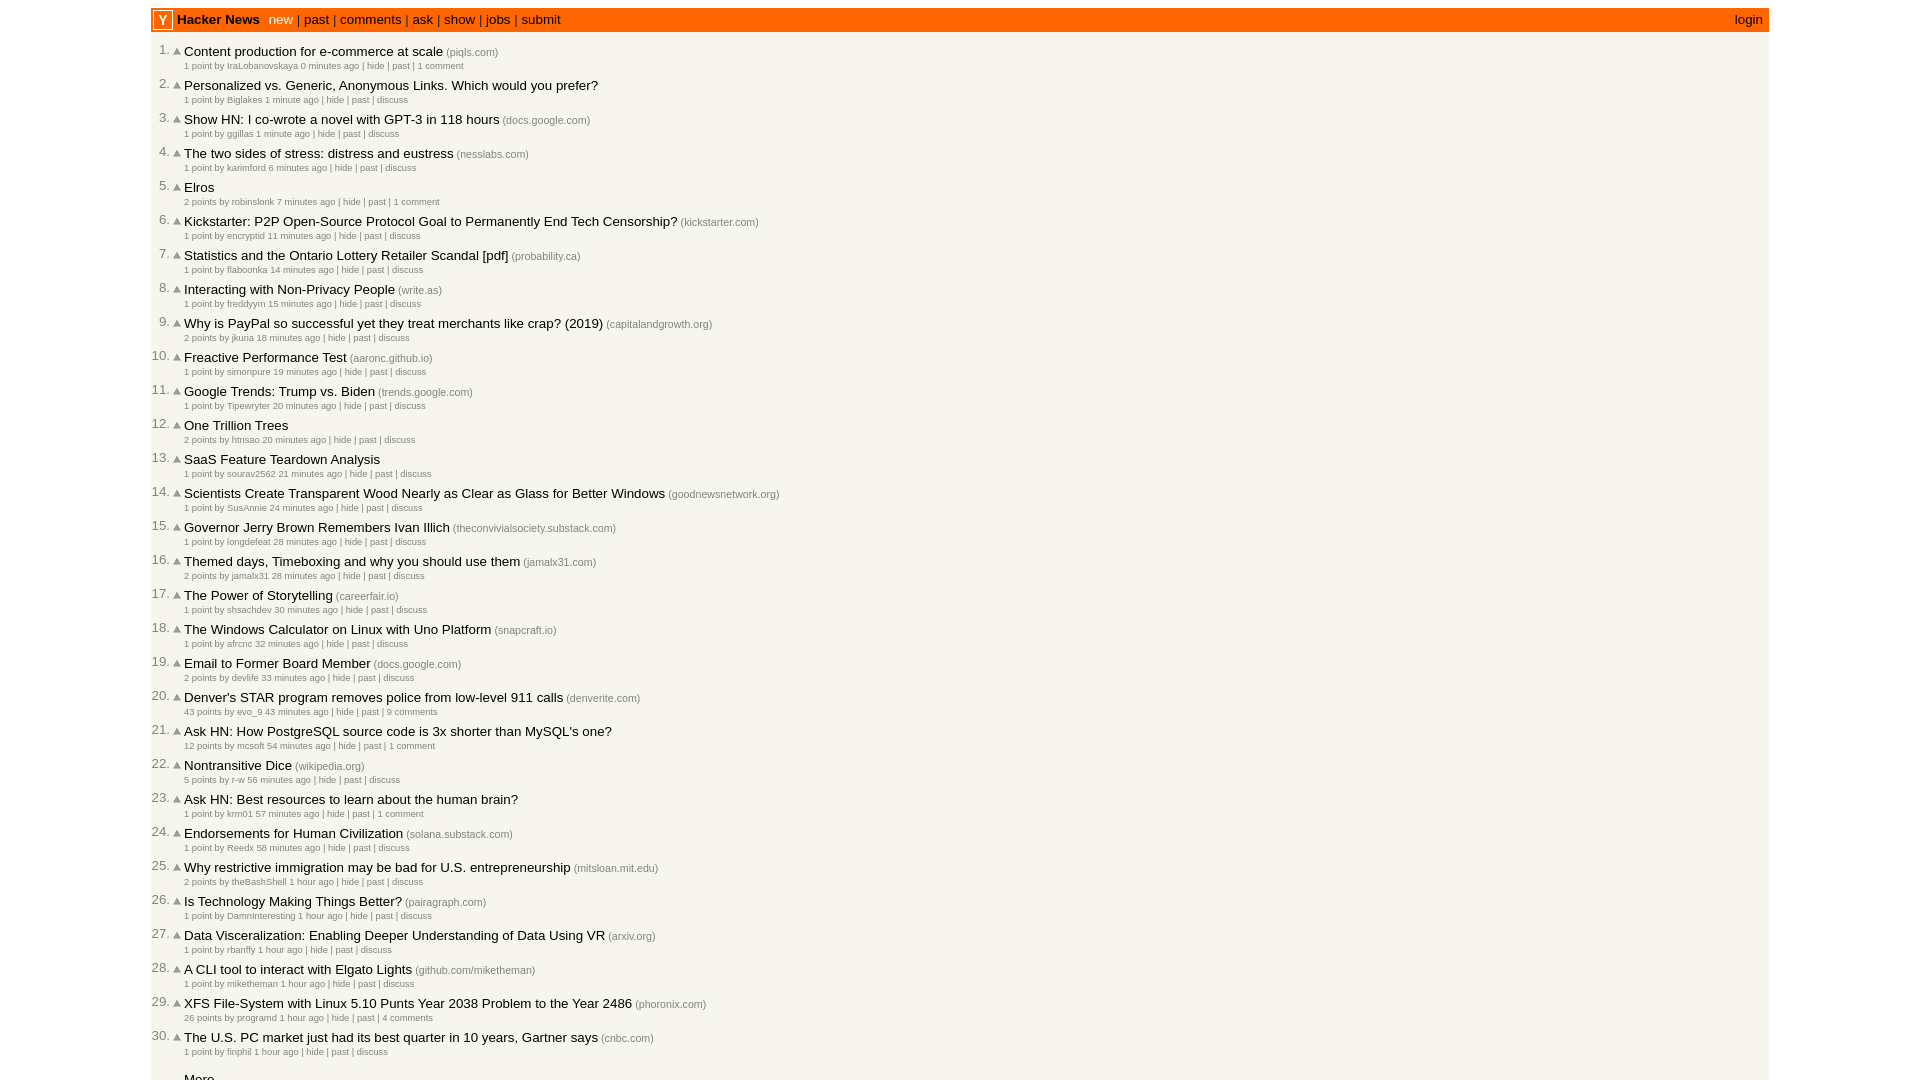 Y Hacker News new | past | comments | ask | show | jobs | submit login
1. Content production for e-commerce at scale (piqls.com)
1 point by IraLobanovskaya 0 minutes ago | hide | past | 1 comment
2. Personalized vs. Generic, Anonymous Links. Which would you prefer?
1 point by Biglakes 1 minute ago | hide | past | discuss
3. Show HN: I co-wrote a novel with GPT-3 in 118 hours (docs.google.com)
1 point by ggillas 1 minute ago | hide | past | discuss
4. The two sides of stress: distress and eustress (nesslabs.com)
1 point by karimford 6 minutes ago | hide | past | discuss
5. Elros
2 points by robinslonk 7 minutes ago | hide | past | 1 comment
6. Kickstarter: P2P Open-Source Protocol Goal to Permanently End Tech Censorship? (kickstarter.com)
1 point by encryptid 11 minutes ago | hide | past | discuss
7. Statistics and the Ontario Lottery Retailer Scandal [pdf] (probability.ca)
1 point by flaboonka 14 minutes ago | hide | past | discuss
8. Interacting with Non-Privacy People (write.as)
1 point by freddyym 15 minutes ago | hide | past | discuss
9. Why is PayPal so successful yet they treat merchants like crap? (2019) (capitalandgrowth.org)
2 points by jkuria 18 minutes ago | hide | past | discuss
10. Freactive Performance Test (aaronc.github.io)
1 point by simonpure 19 minutes ago | hide | past | discuss
11. Google Trends: Trump vs. Biden (trends.google.com)
1 point by Tipewryter 20 minutes ago | hide | past | discuss
12. One Trillion Trees
2 points by htnsao 20 minutes ago | hide | past | discuss
13. SaaS Feature Teardown Analysis
1 point by sourav2562 21 minutes ago | hide | past | discuss
14. Scientists Create Transparent Wood Nearly as Clear as Glass for Better Windows (goodnewsnetwork.org)
1 point by SusAnnie 24 minutes ago | hide | past | discuss
15. Governor Jerry Brown Remembers Ivan Illich (theconvivialsociety.substack.com)
1 point by longdefeat 28 minutes ago | hide | past | discuss
16. Themed days, Timeboxing and why you should use them (jamalx31.com)
2 points by jamalx31 28 minutes ago | hide | past | discuss
17. The Power of Storytelling (careerfair.io)
1 point by shsachdev 30 minutes ago | hide | past | discuss
18. The Windows Calculator on Linux with Uno Platform (snapcraft.io)
1 point by afrcnc 32 minutes ago | hide | past | discuss
19. Email to Former Board Member (docs.google.com)
2 points by devlife 33 minutes ago | hide | past | discuss
20. Denver's STAR program removes police from low-level 911 calls (denverite.com)
43 points by evo_9 43 minutes ago | hide | past | 9 comments
21. Ask HN: How PostgreSQL source code is 3x shorter than MySQL's one?
12 points by mcsoft 54 minutes ago | hide | past | 1 comment
22. Nontransitive Dice (wikipedia.org)
5 points by r-w 56 minutes ago | hide | past | discuss
23. Ask HN: Best resources to learn about the human brain?
1 point by krm01 57 minutes ago | hide | past | 1 comment
24. Endorsements for Human Civilization (solana.substack.com)
1 point by Reedx 58 minutes ago | hide | past | discuss
25. Why restrictive immigration may be bad for U.S. entrepreneurship (mitsloan.mit.edu)
2 points by theBashShell 1 hour ago | hide | past | discuss
26. Is Technology Making Things Better? (pairagraph.com)
1 point by DamnInteresting 1 hour ago | hide | past | discuss
27. Data Visceralization: Enabling Deeper Understanding of Data Using VR (arxiv.org)
1 point by rbanffy 1 hour ago | hide | past | discuss
28. A CLI tool to interact with Elgato Lights (github.com/miketheman)
1 point by miketheman 1 hour ago | hide | past | discuss
29. XFS File-System with Linux 5.10 Punts Year 2038 Problem to the Year 2486 (phoronix.com)
26 points by programd 1 hour ago | hide | past | 4 comments
30. The U.S. PC market just had its best quarter in 10 years, Gartner says (cnbc.com)
1 point by finphil 1 hour ago | hide | past | discuss
More